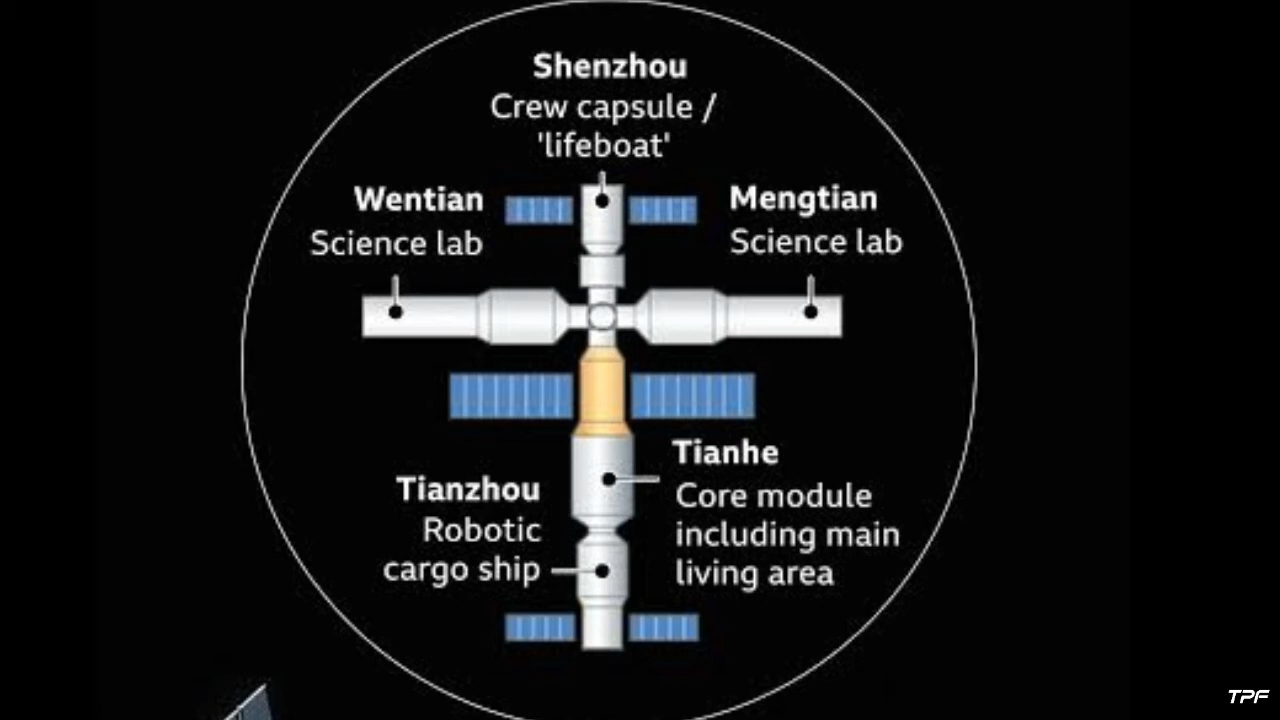 Shenzhou
Crew capsule /
'lifeboat'
Wentian
Science lab
Mengtian
Science lab
Tianhe
Core module
including main
living area
Tianzhou
Robotic
cargo ship
TPF